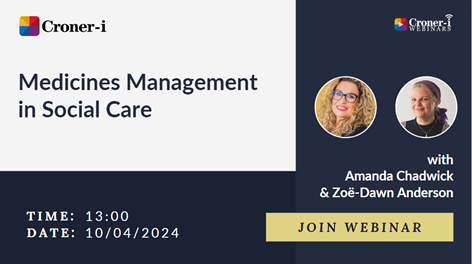 Croner-i
Croner-i
WEBINARS
Medicines Management
in Social Care
with
Amanda Chadwick
& Zoë-Dawn Anderson
TIME: 13:00
DATE: 10/04/2024
JOIN WEBINAR